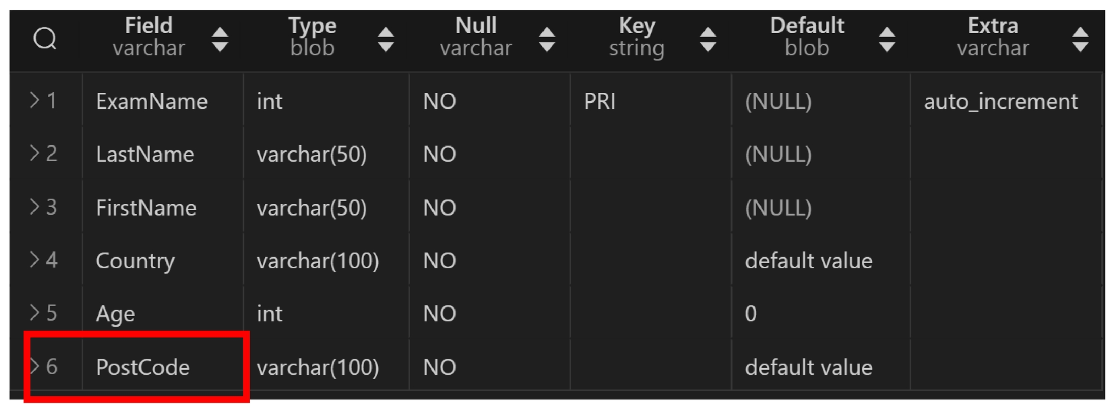 Field Type Null Key Default Extra
varchar blob varchar string blob varchar
1 ExamName int NO PRI (NULL) auto_increment
2 LastName varchar(50) NO (NULL)
3 FirstName varchar(50) NO (NULL)
4 Country varchar(100) NO default value
5 Age int NO 0
6 PostCode varchar(100) NO default value